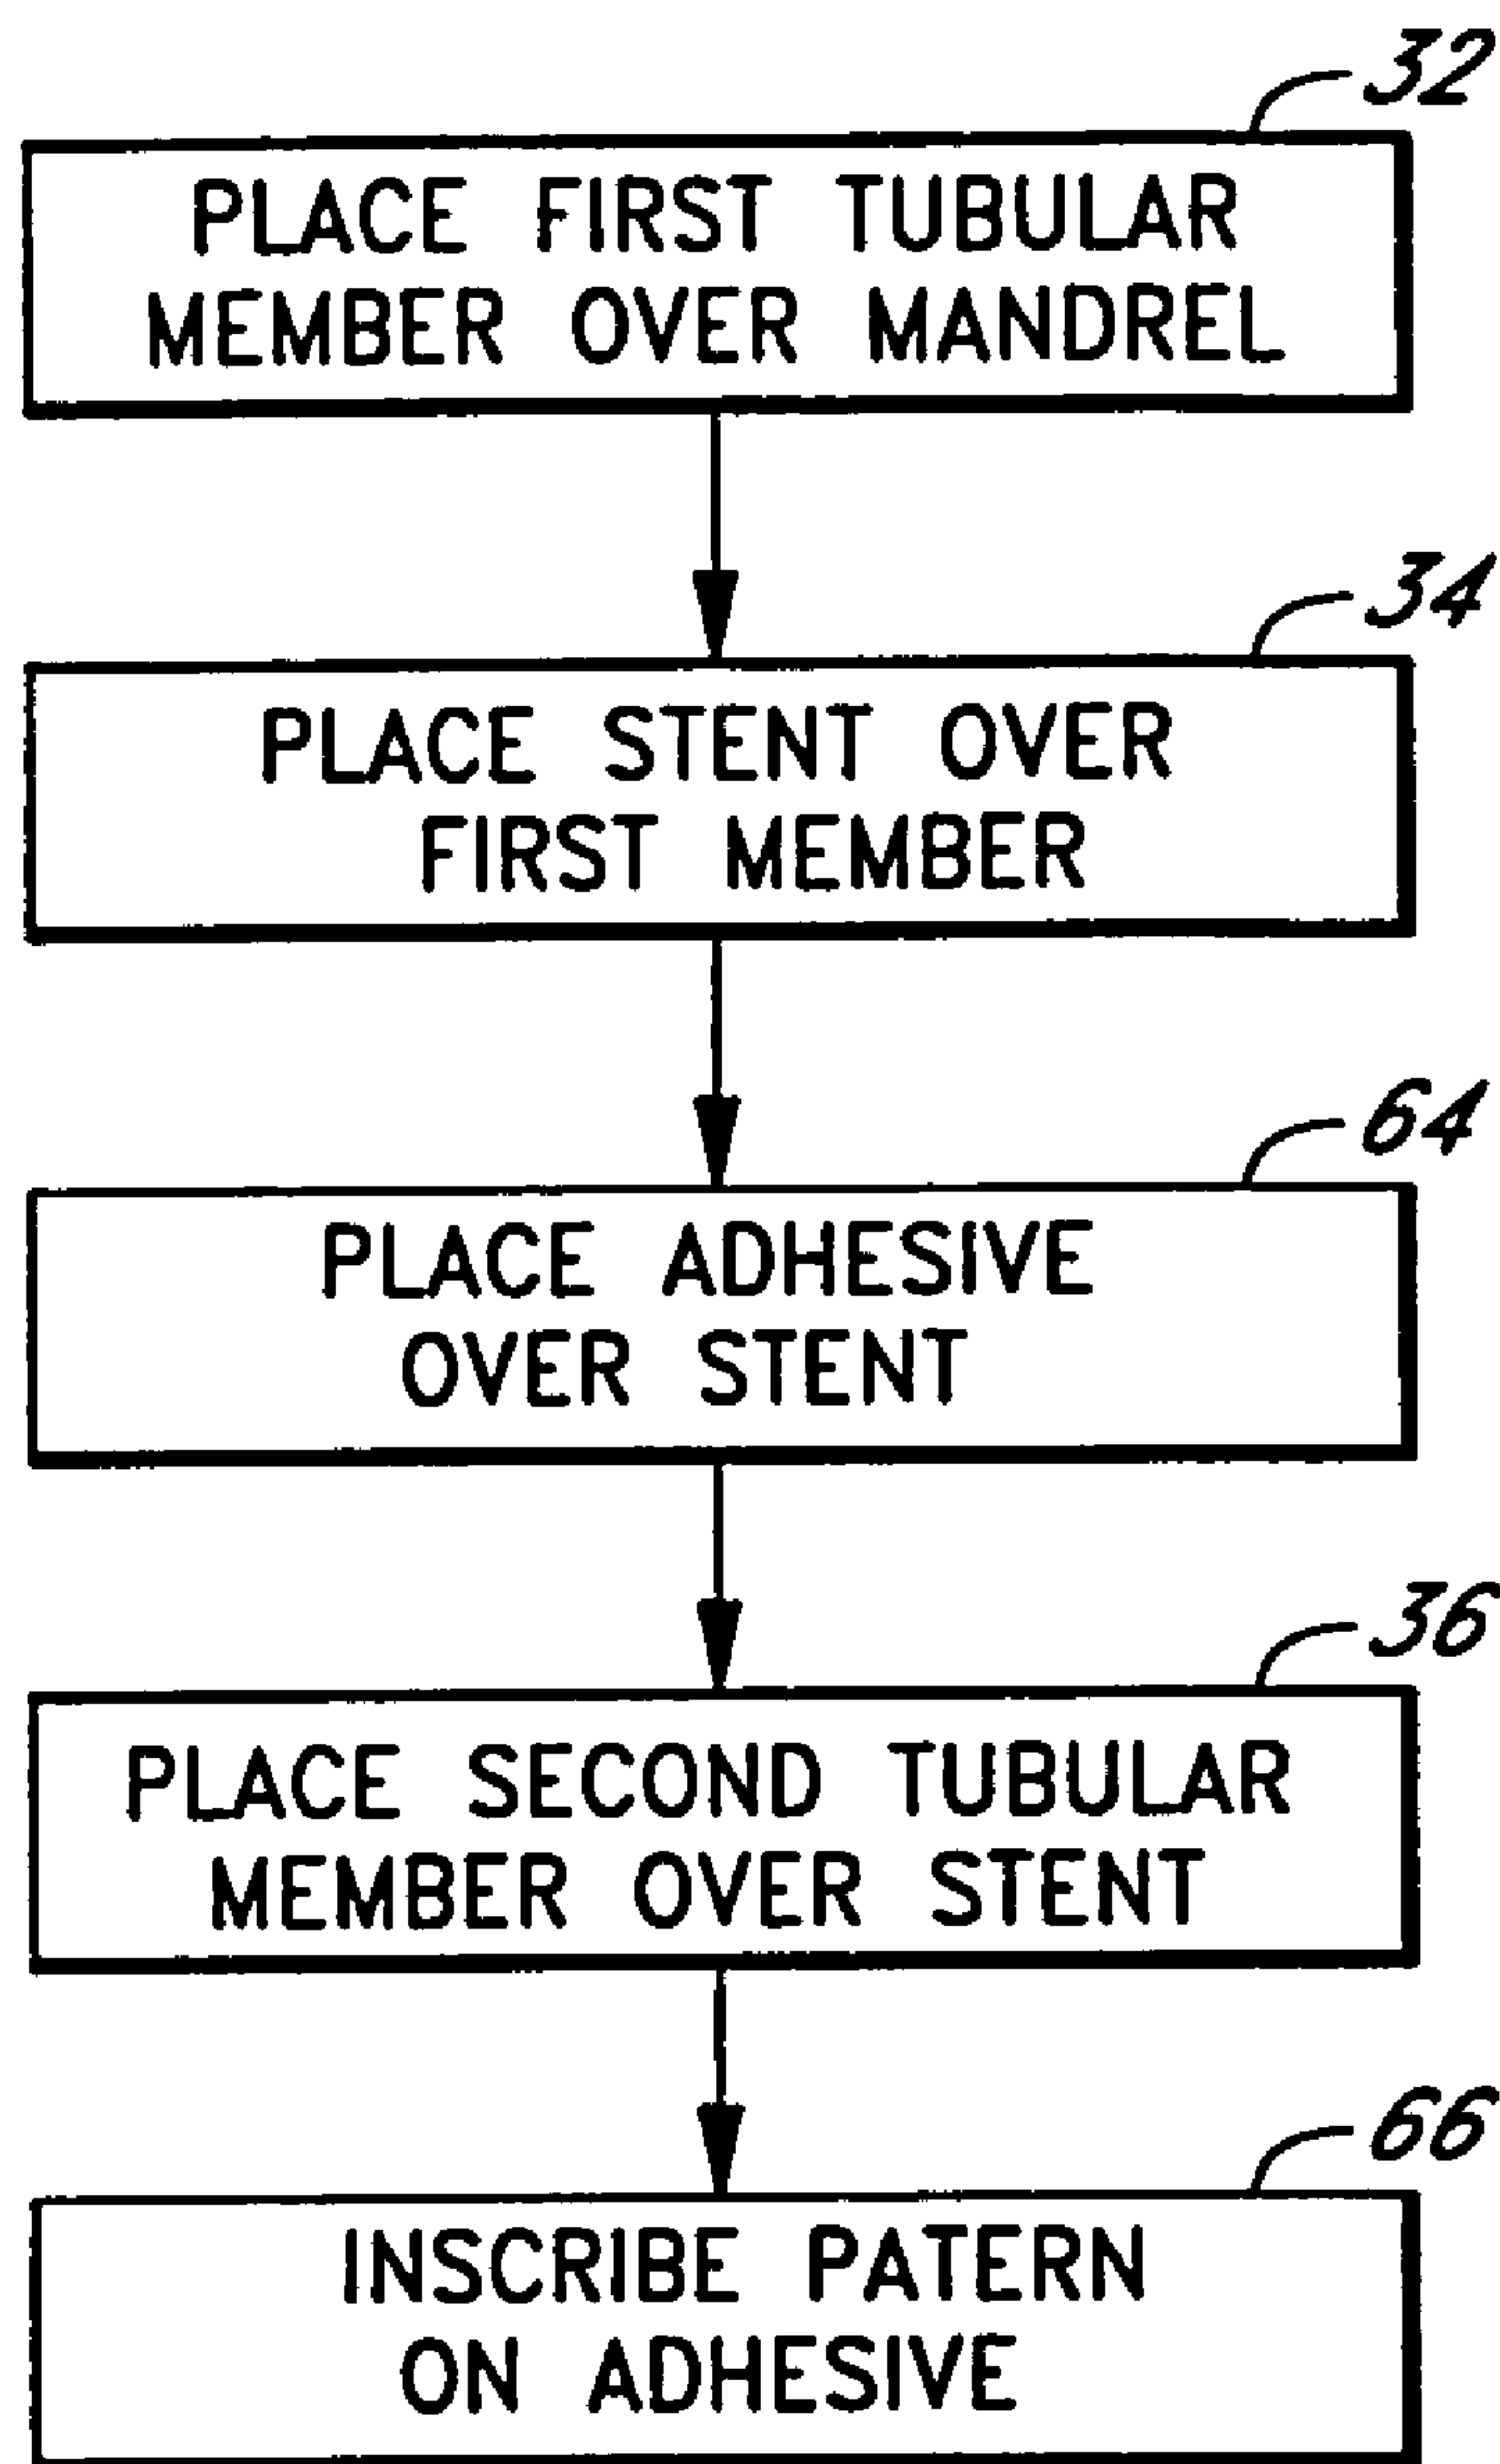 32
PLACE FIRST TUBULAR
MEMBER OVER MANDREL
34
PLACE STENT OVER
FIRST MEMBER
64
PLACE ADHESIVE
OVER STENT
36
PLACE SECOND TUBULAR
MEMBER OVER STENT
66
INSCRIBE PATERN
ON ADHESIVE